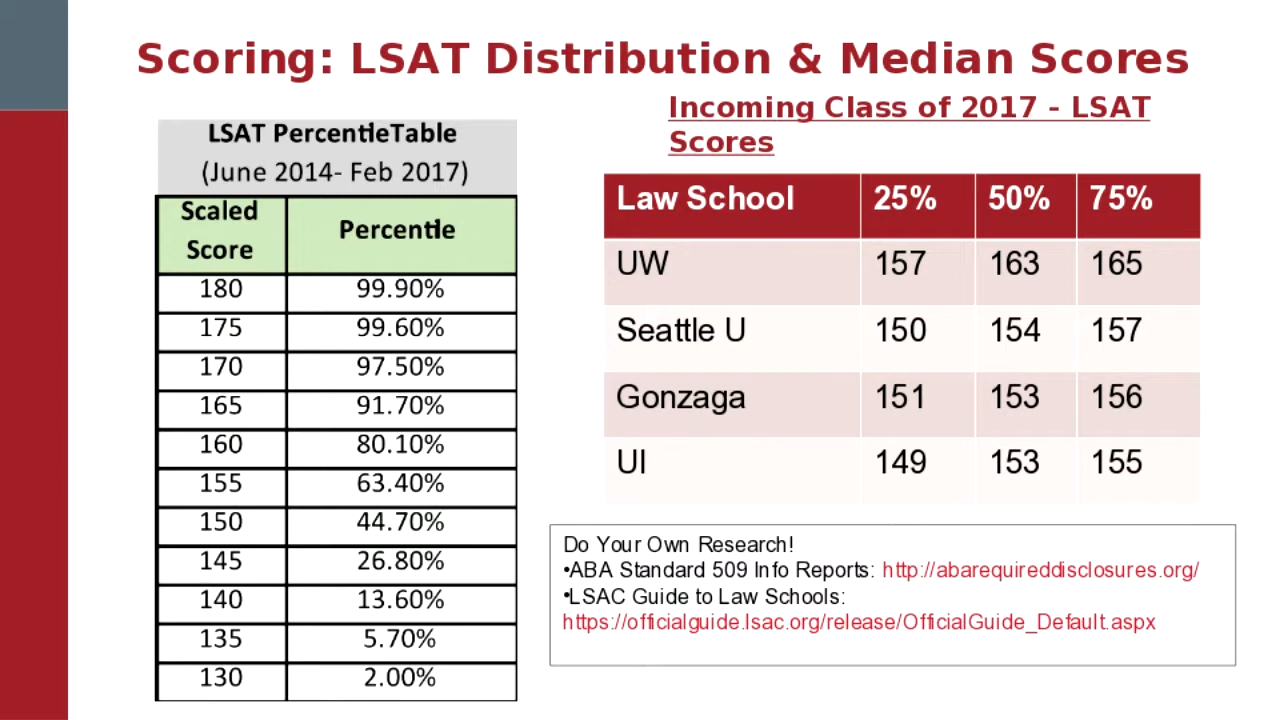 Scoring: LSAT Distribution & Median Scores
LSAT PercentileTable
(June 2014- Feb 2017)
Scaled Score Percentile
180 99.90%
175 99.60%
170 97.50%
165 91.70%
160 80.10%
155 63.40%
150 44.70%
145 26.80%
140 13.60%
135 5.70%
130 2.00%
Incoming Class of 2017 - LSAT
Scores
Law School 25% 50% 75%
UW 157 163 165
Seattle U 150 154 157
Gonzaga 151 153 156
UI 149 153 155
Do Your Own Research!
•ABA Standard 509 Info Reports: http://abarequireddisclosures.org/
•LSAC Guide to Law Schools:
https://officialguide.lsac.org/release/OfficialGuide_Default.aspx